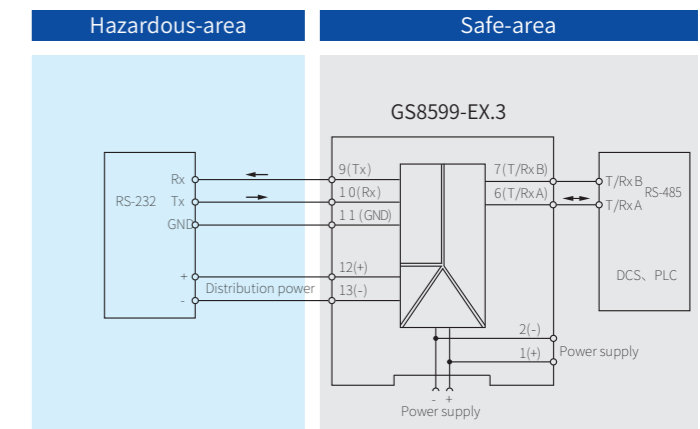 Hazardous-area
Safe-area
GS8599-EX.3
RS-232
Rx
Tx
GND
+
-
Distribution power
9(Tx)
10(Rx)
11(GND)
12(+)
13(-)
7(T/RxB)
6(T/RxA)
2(-)
1(+)
Power supply
- +
Power supply
T/RxB
T/RxA
RS-485
DCS、PLC